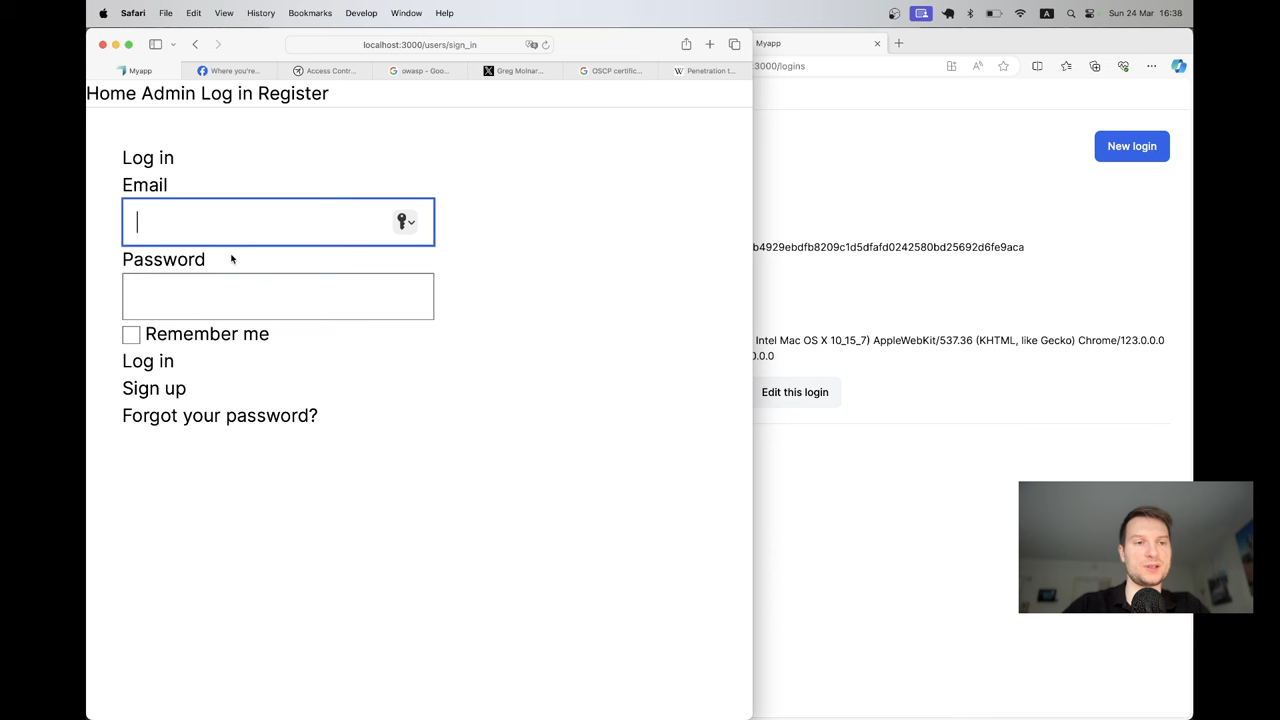 Safari File Edit View History Bookmarks Develop Window Help
A Sun 24 Mar 16:38
localhost:3000/users/sign_in
Myapp
:3000/logins
Myapp Where you're... Access Contr... owasp - Goo... Greg Molnar... OSCP certific... Penetration t...
Home Admin Log in Register
Log in
Email
Password
Remember me
Log in
Sign up
Forgot your password?
New login
b4929ebdfb8209c1d5dfafd0242580bd25692d6fe9aca
Intel Mac OS X 10_15_7) AppleWebKit/537.36 (KHTML, like Gecko) Chrome/123.0.0.0
0.0.0
Edit this login